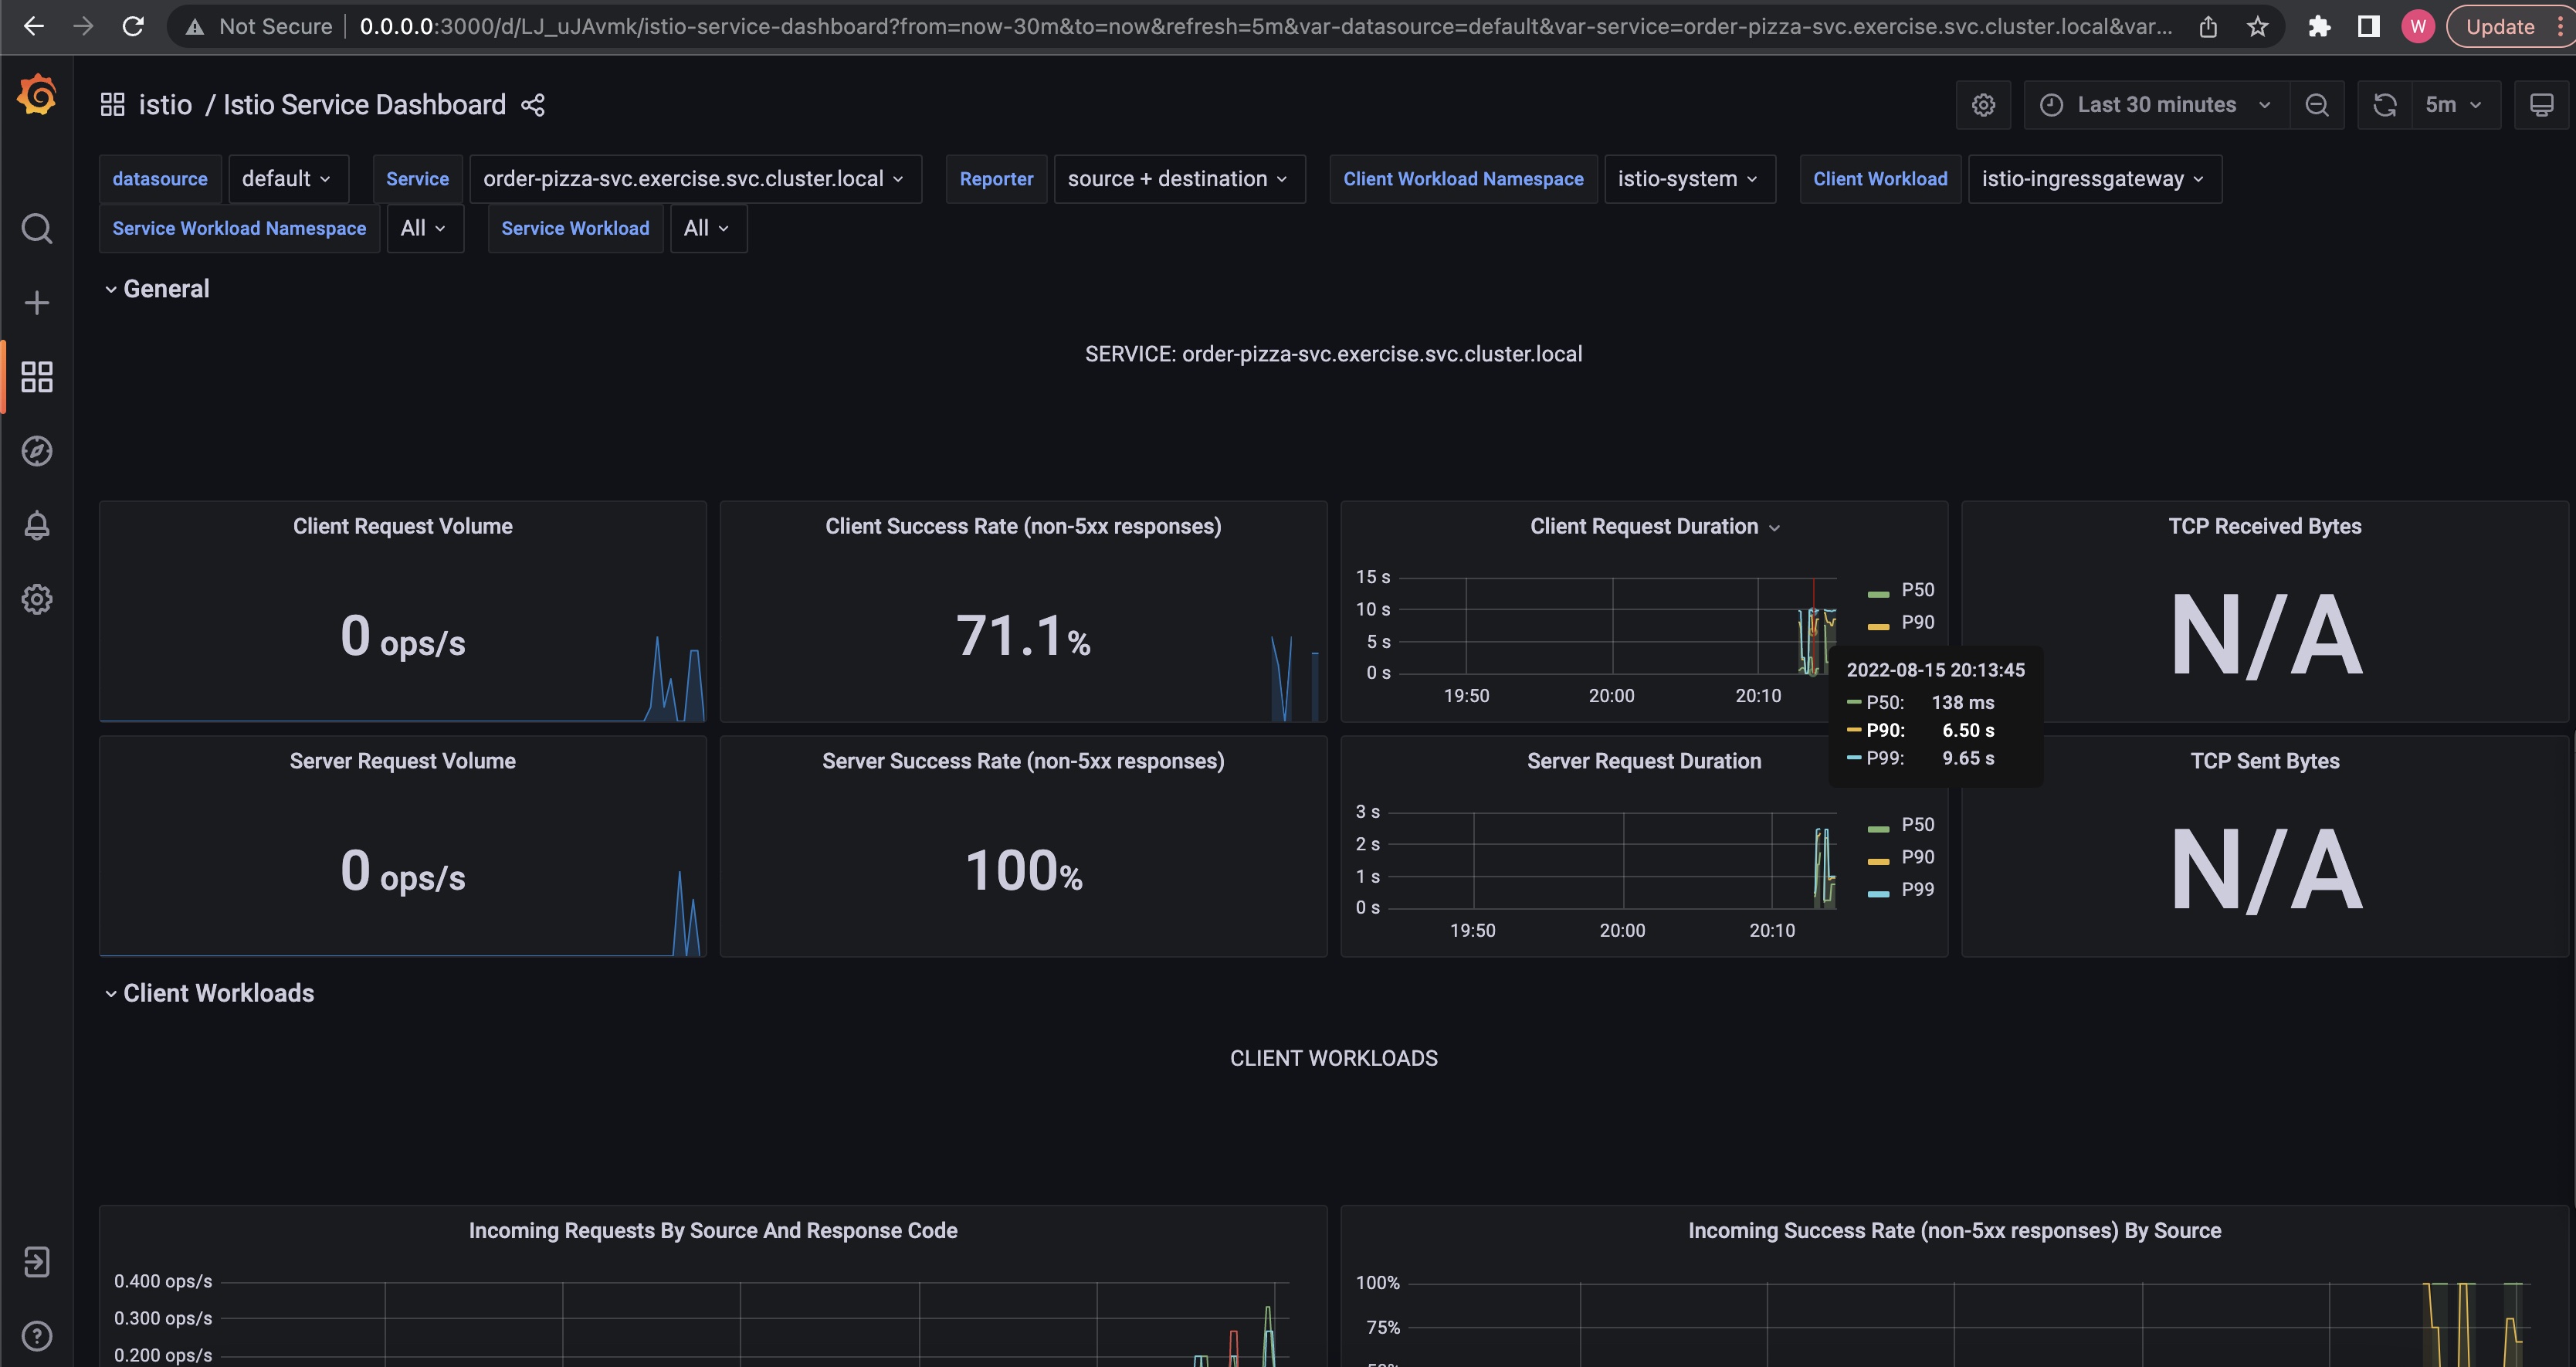 Not Secure
0.0.0.0:3000/d/LJ_uJAvmk/istio-service-dashboard?from=now-30m&to=now&refresh=5m&var-datasource=default&var-service=order-pizza-svc.exercise.svc.cluster.local&var...
W
Update
istio / Istio Service Dashboard
Last 30 minutes
5m
datasource default Service order-pizza-svc.exercise.svc.cluster.local Reporter source + destination Client Workload Namespace istio-system Client Workload istio-ingressgateway
Service Workload Namespace All Service Workload All
General
SERVICE: order-pizza-svc.exercise.svc.cluster.local
Client Request Volume
0 ops/s
Client Success Rate (non-5xx responses)
71.1%
Client Request Duration
15 s
10 s
5 s
0 s
19:50 20:00 20:10
P50
P90
2022-08-15 20:13:45
P50: 138 ms
P90: 6.50 s
P99: 9.65 s
TCP Received Bytes
N/A
Server Request Volume
0 ops/s
Server Success Rate (non-5xx responses)
100%
Server Request Duration
3 s
2 s
1 s
0 s
19:50 20:00 20:10
P50
P90
P99
TCP Sent Bytes
N/A
Client Workloads
CLIENT WORKLOADS
Incoming Requests By Source And Response Code
0.400 ops/s
0.300 ops/s
0.200 ops/s
Incoming Success Rate (non-5xx responses) By Source
100%
75%